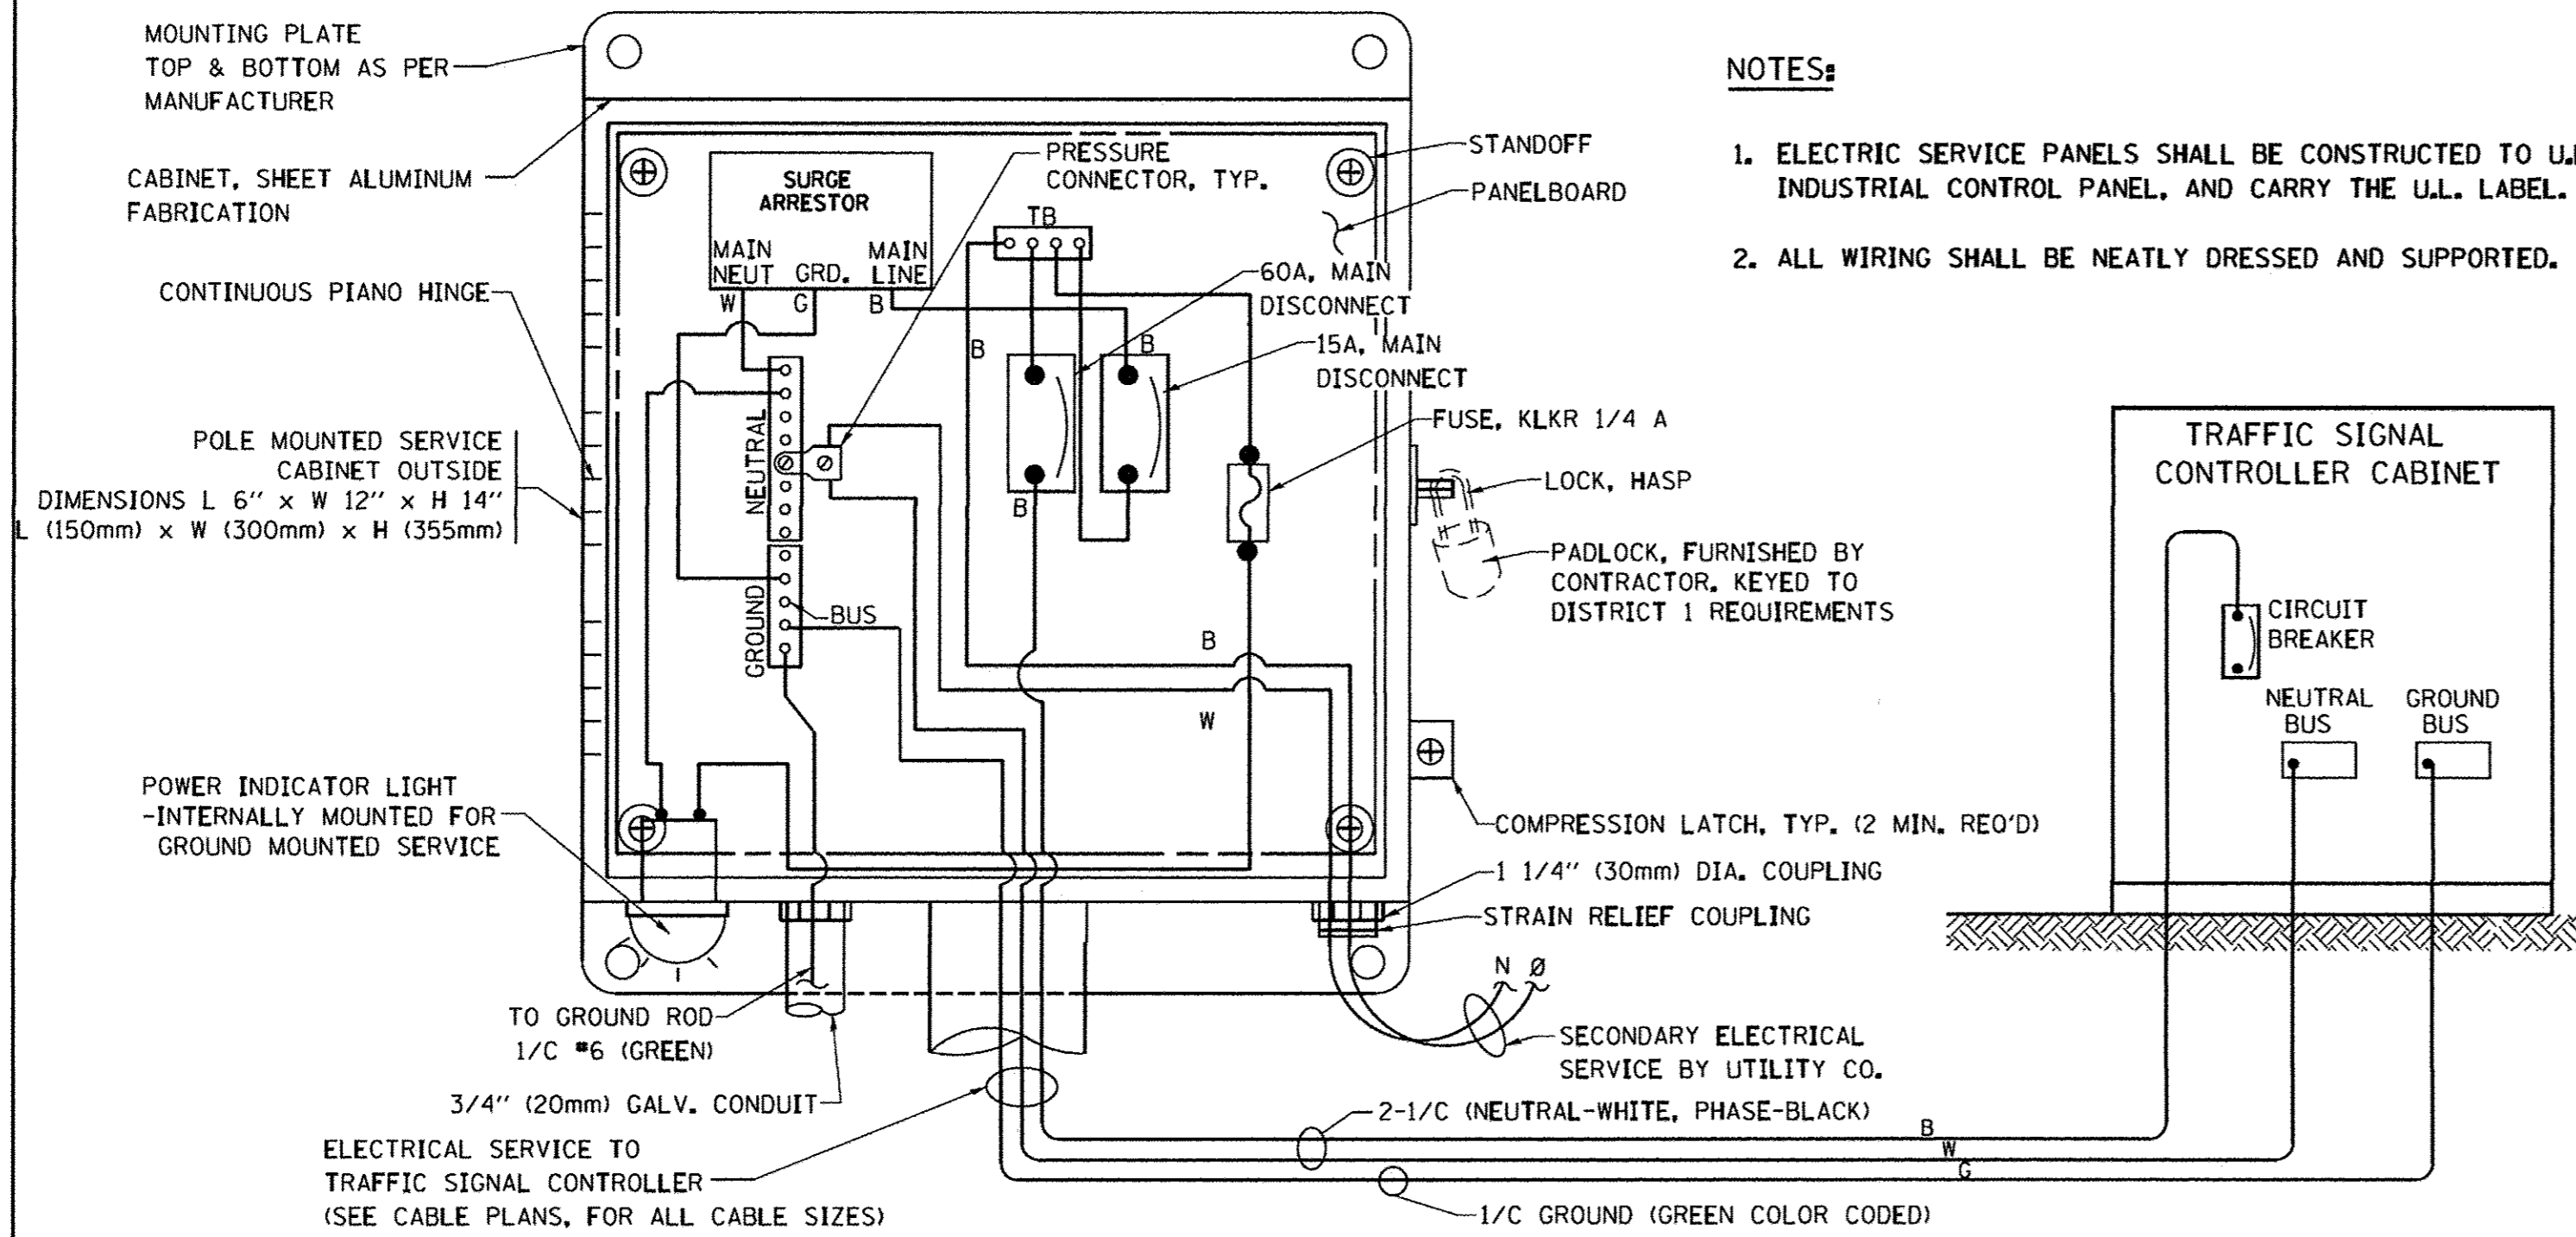 MOUNTING PLATE
TOP & BOTTOM AS PER
MANUFACTURER
CABINET, SHEET ALUMINUM
FABRICATION
CONTINUOUS PIANO HINGE
POLE MOUNTED SERVICE
CABINET OUTSIDE
DIMENSIONS L 6'' x W 12'' x H 14''
L (150mm) x W (300mm) x H (355mm)
POWER INDICATOR LIGHT
-INTERNALLY MOUNTED FOR
GROUND MOUNTED SERVICE
TO GROUND ROD
1/C #6 (GREEN)
3/4'' (20mm) GALV. CONDUIT
ELECTRICAL SERVICE TO
TRAFFIC SIGNAL CONTROLLER
(SEE CABLE PLANS, FOR ALL CABLE SIZES)
SURGE
ARRESTOR
MAIN
NEUT
GRD.
MAIN
LINE
W
G
B
PRESSURE
CONNECTOR, TYP.
TB
B
B
B
NEUTRAL
GROUND
BUS
B
W
STANDOFF
PANELBOARD
60A, MAIN
DISCONNECT
15A, MAIN
DISCONNECT
FUSE, KLKR 1/4 A
LOCK, HASP
PADLOCK, FURNISHED BY
CONTRACTOR. KEYED TO
DISTRICT 1 REQUIREMENTS
COMPRESSION LATCH, TYP. (2 MIN. REQ'D)
1 1/4'' (30mm) DIA. COUPLING
STRAIN RELIEF COUPLING
N Ø
SECONDARY ELECTRICAL
SERVICE BY UTILITY CO.
2-1/C (NEUTRAL-WHITE, PHASE-BLACK)
B
W
G
1/C GROUND (GREEN COLOR CODED)
NOTES:
1. ELECTRIC SERVICE PANELS SHALL BE CONSTRUCTED TO
INDUSTRIAL CONTROL PANEL, AND CARRY THE U.L. LABEL.
2. ALL WIRING SHALL BE NEATLY DRESSED AND SUPPORTED.
TRAFFIC SIGNAL
CONTROLLER CABINET
CIRCUIT
BREAKER
NEUTRAL
BUS
GROUND
BUS